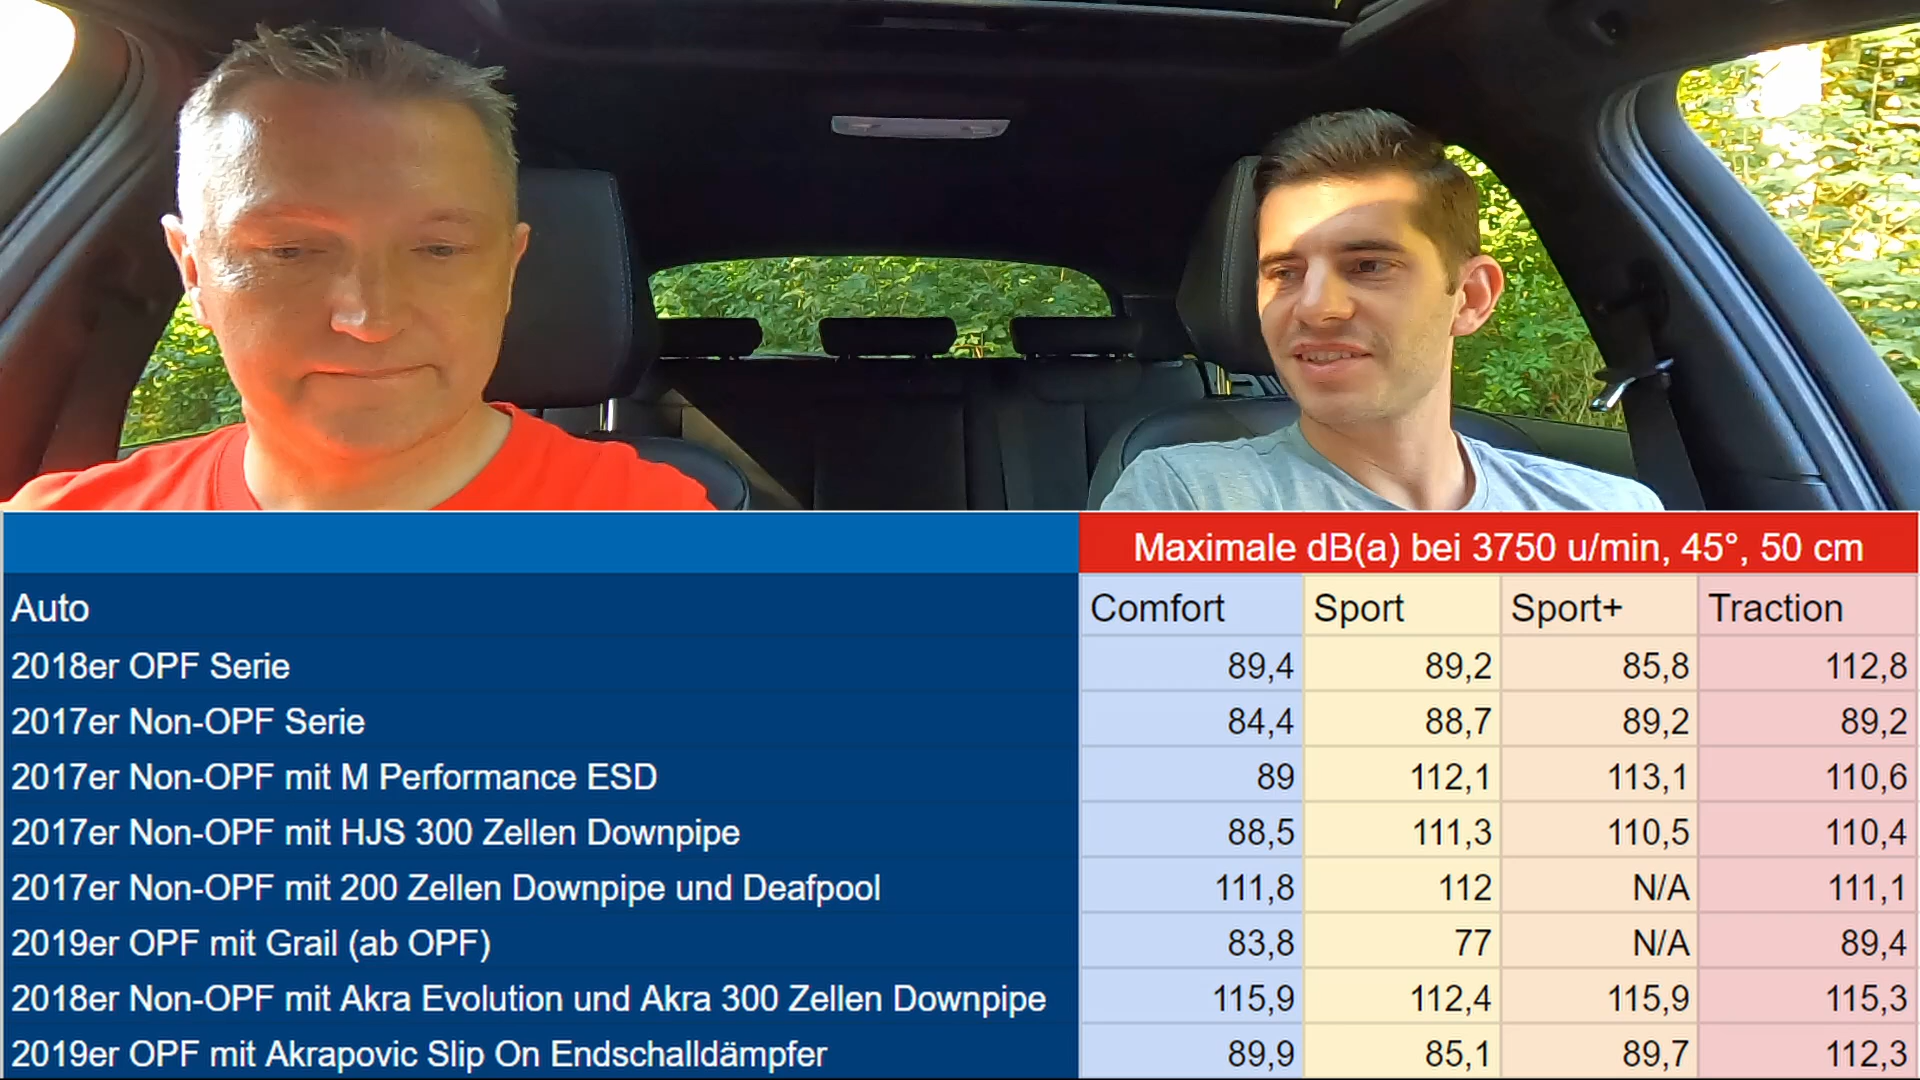 Maximale dB(a) bei 3750 u/min, 45°, 50 cm
Auto Comfort Sport Sport+ Traction
2018er OPF Serie 89,4 89,2 85,8 112,8
2017er Non-OPF Serie 84,4 88,7 89,2 89,2
2017er Non-OPF mit M Performance ESD 89 112,1 113,1 110,6
2017er Non-OPF mit HJS 300 Zellen Downpipe 88,5 111,3 110,5 110,4
2017er Non-OPF mit 200 Zellen Downpipe und Deafpool 111,8 112 N/A 111,1
2019er OPF mit Grail (ab OPF) 83,8 77 N/A 89,4
2018er Non-OPF mit Akra Evolution und Akra 300 Zellen Downpipe 115,9 112,4 115,9 115,3
2019er OPF mit Akrapovic Slip On Endschalldämpfer 89,9 85,1 89,7 112,3